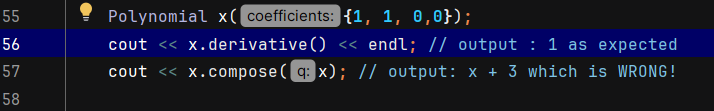 55 Polynomial x( coefficients: {1, 1, 0,0});
56 cout << x.derivative() << endl; // output : 1 as expected
57 cout << x.compose( q: x); // output: x + 3 which is WRONG!
58